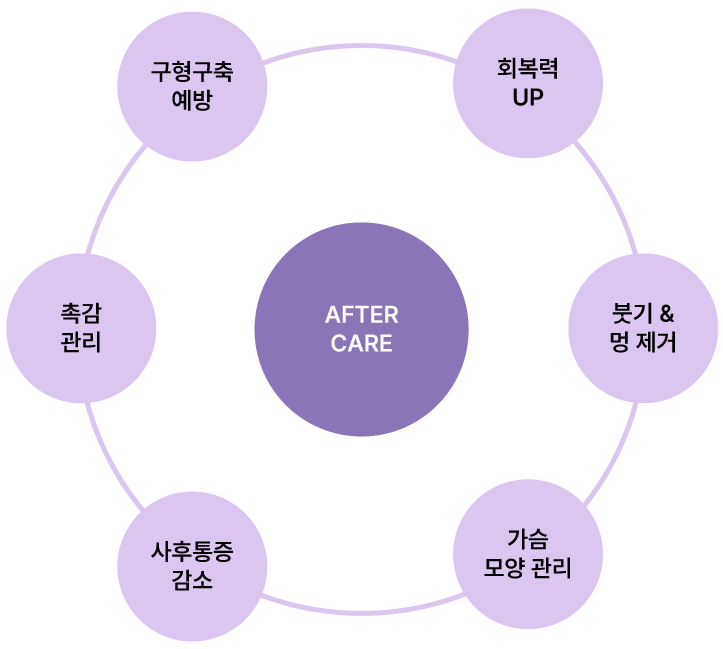 구형구축
예방
회복력
UP
촉감
관리
AFTER
CARE
붓기 &
멍 제거
사후통증
감소
가슴
모양 관리